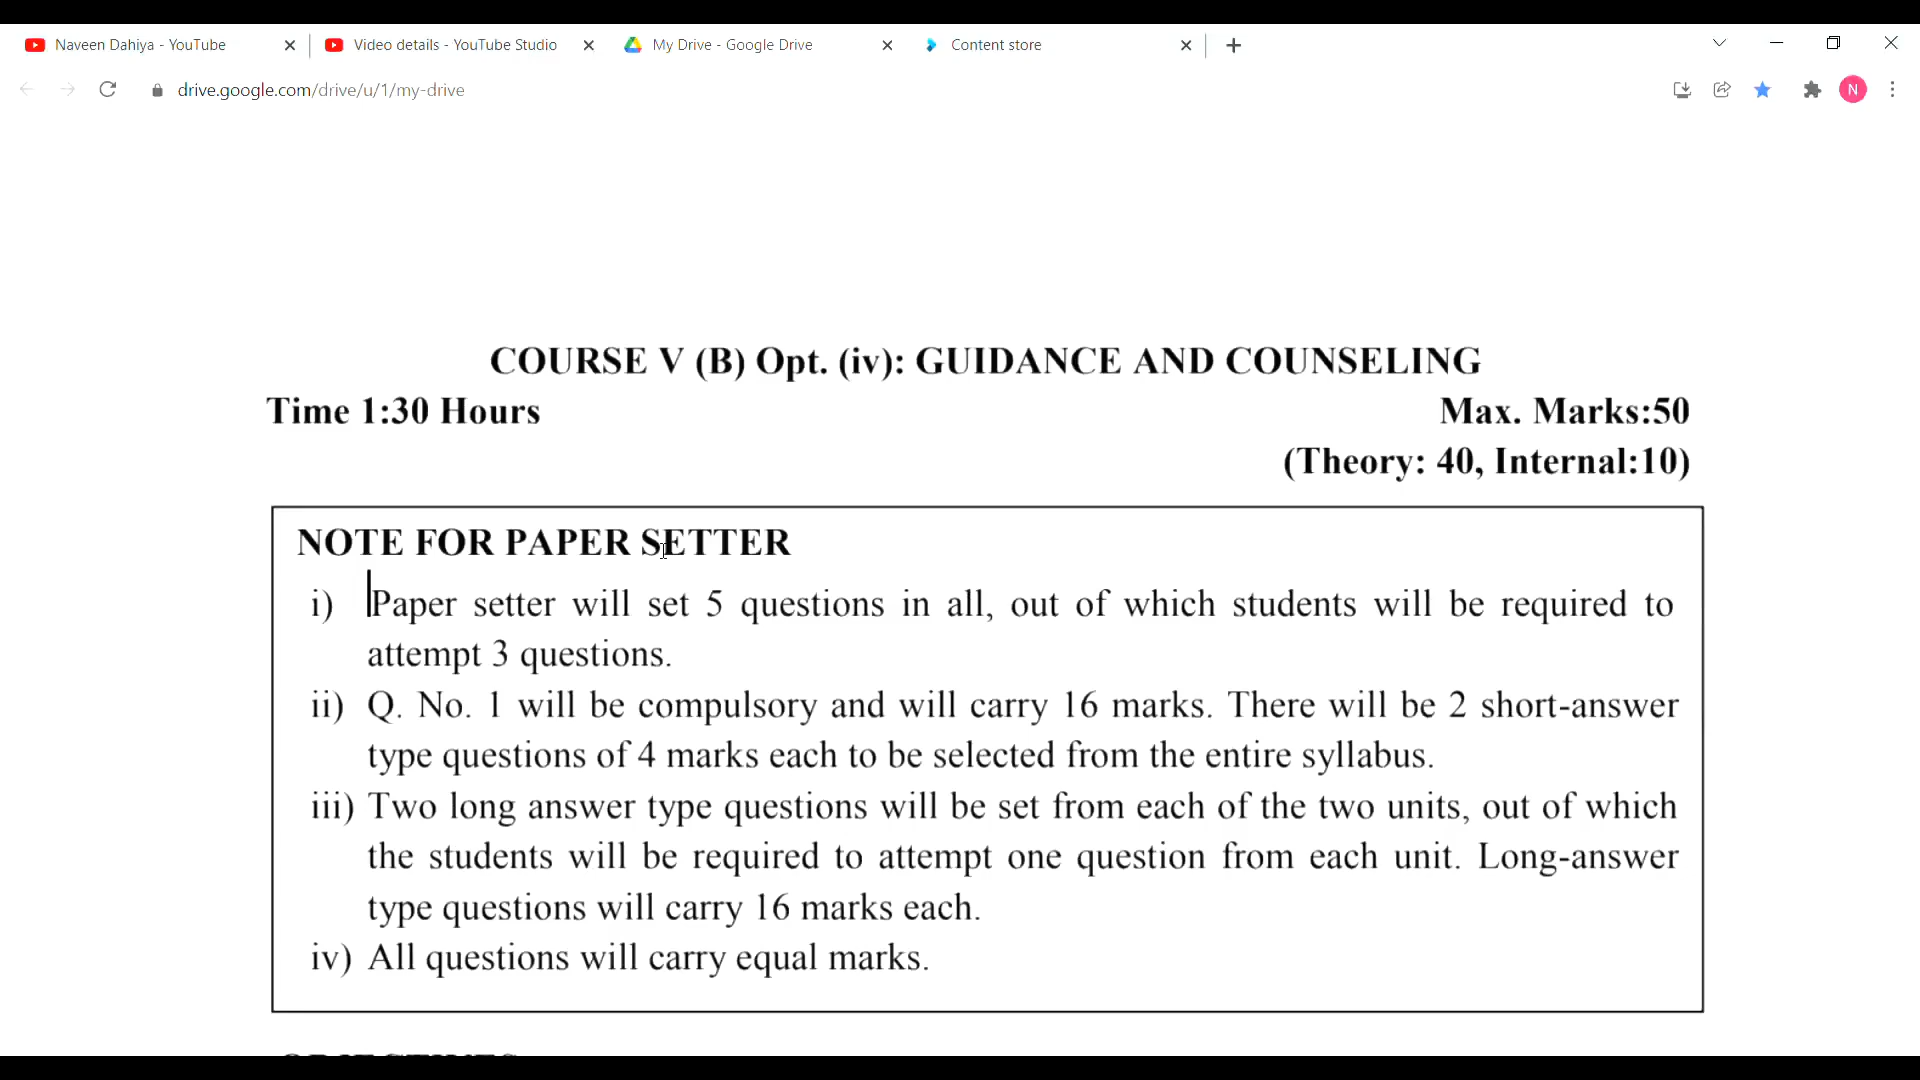 Naveen Dahiya - YouTube
Video details - YouTube Studio
My Drive - Google Drive
Content store
drive.google.com/drive/u/1/my-drive
N
COURSE V (B) Opt. (iv): GUIDANCE AND COUNSELING
Time 1:30 Hours Max. Marks:50
(Theory: 40, Internal:10)
NOTE FOR PAPER SETTER
i) Paper setter will set 5 questions in all, out of which students will be required to
attempt 3 questions.
ii) Q. No. 1 will be compulsory and will carry 16 marks. There will be 2 short-answer
type questions of 4 marks each to be selected from the entire syllabus.
iii) Two long answer type questions will be set from each of the two units, out of which
the students will be required to attempt one question from each unit. Long-answer
type questions will carry 16 marks each.
iv) All questions will carry equal marks.